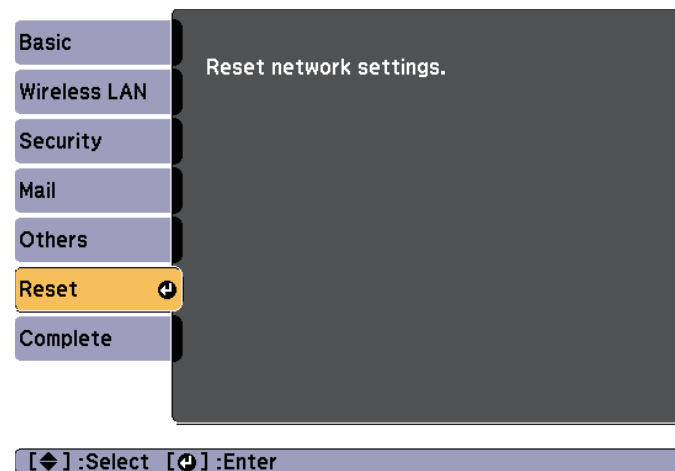 Basic
Wireless LAN
Security
Mail
Others
Reset
Complete
Reset network settings.
[◆] :Select [↵] :Enter